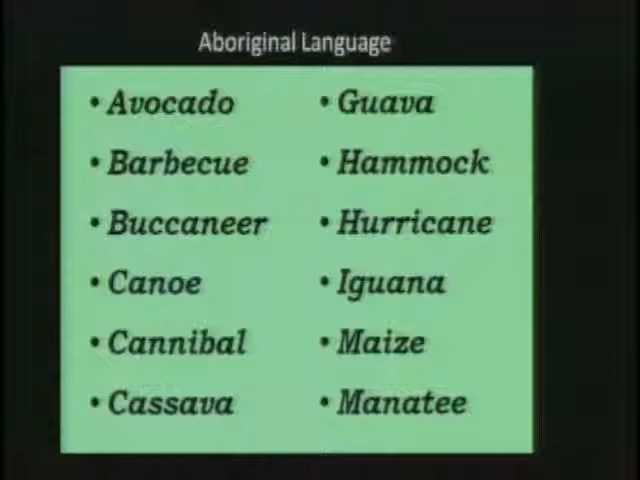 Aboriginal Language
• Avocado
• Barbecue
• Buccaneer
• Canoe
• Cannibal
• Cassava
• Guava
• Hammock
• Hurricane
• Iguana
• Maize
• Manatee